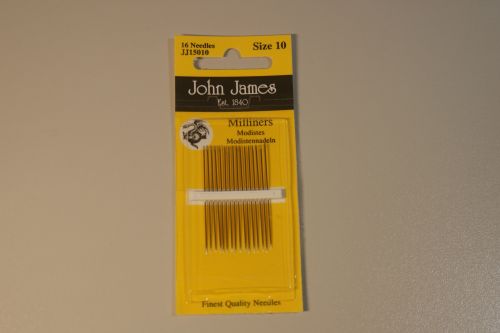 16 Needles Size 10
JJ15010
John James
Est. 1840
Milliners
Modistes
Modistennadeln
Finest Quality Needles